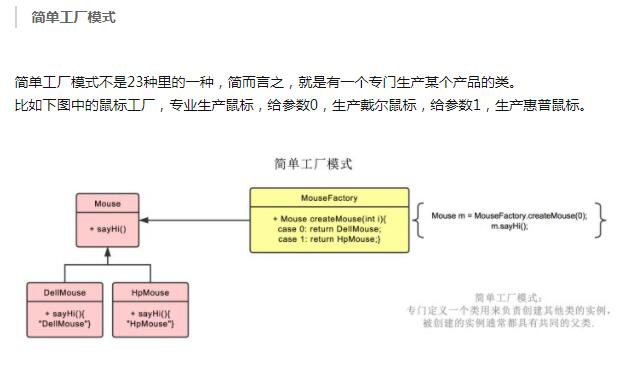 简单工厂模式
简单工厂模式不是23种里的一种，简而言之，就是有一个专门生产某个产品的类。
比如下图中的鼠标工厂，专业生产鼠标，给参数0，生产戴尔鼠标，给参数1，生产惠普鼠标。
简单工厂模式
Mouse
+ sayHi()
MouseFactory
+ Mouse createMouse(int i){
case 0: return DellMouse;
case 1: return HpMouse;}
Mouse m = MouseFactory.createMouse(0);
m.sayHi();
DellMouse
+ sayHi(){
"DellMouse"}
HpMouse
+ sayHi(){
"HpMouse"}
简单工厂模式：
专门定义一个类用来负责创建其他类的实例，
被创建的实例通常都具有共同的父类.